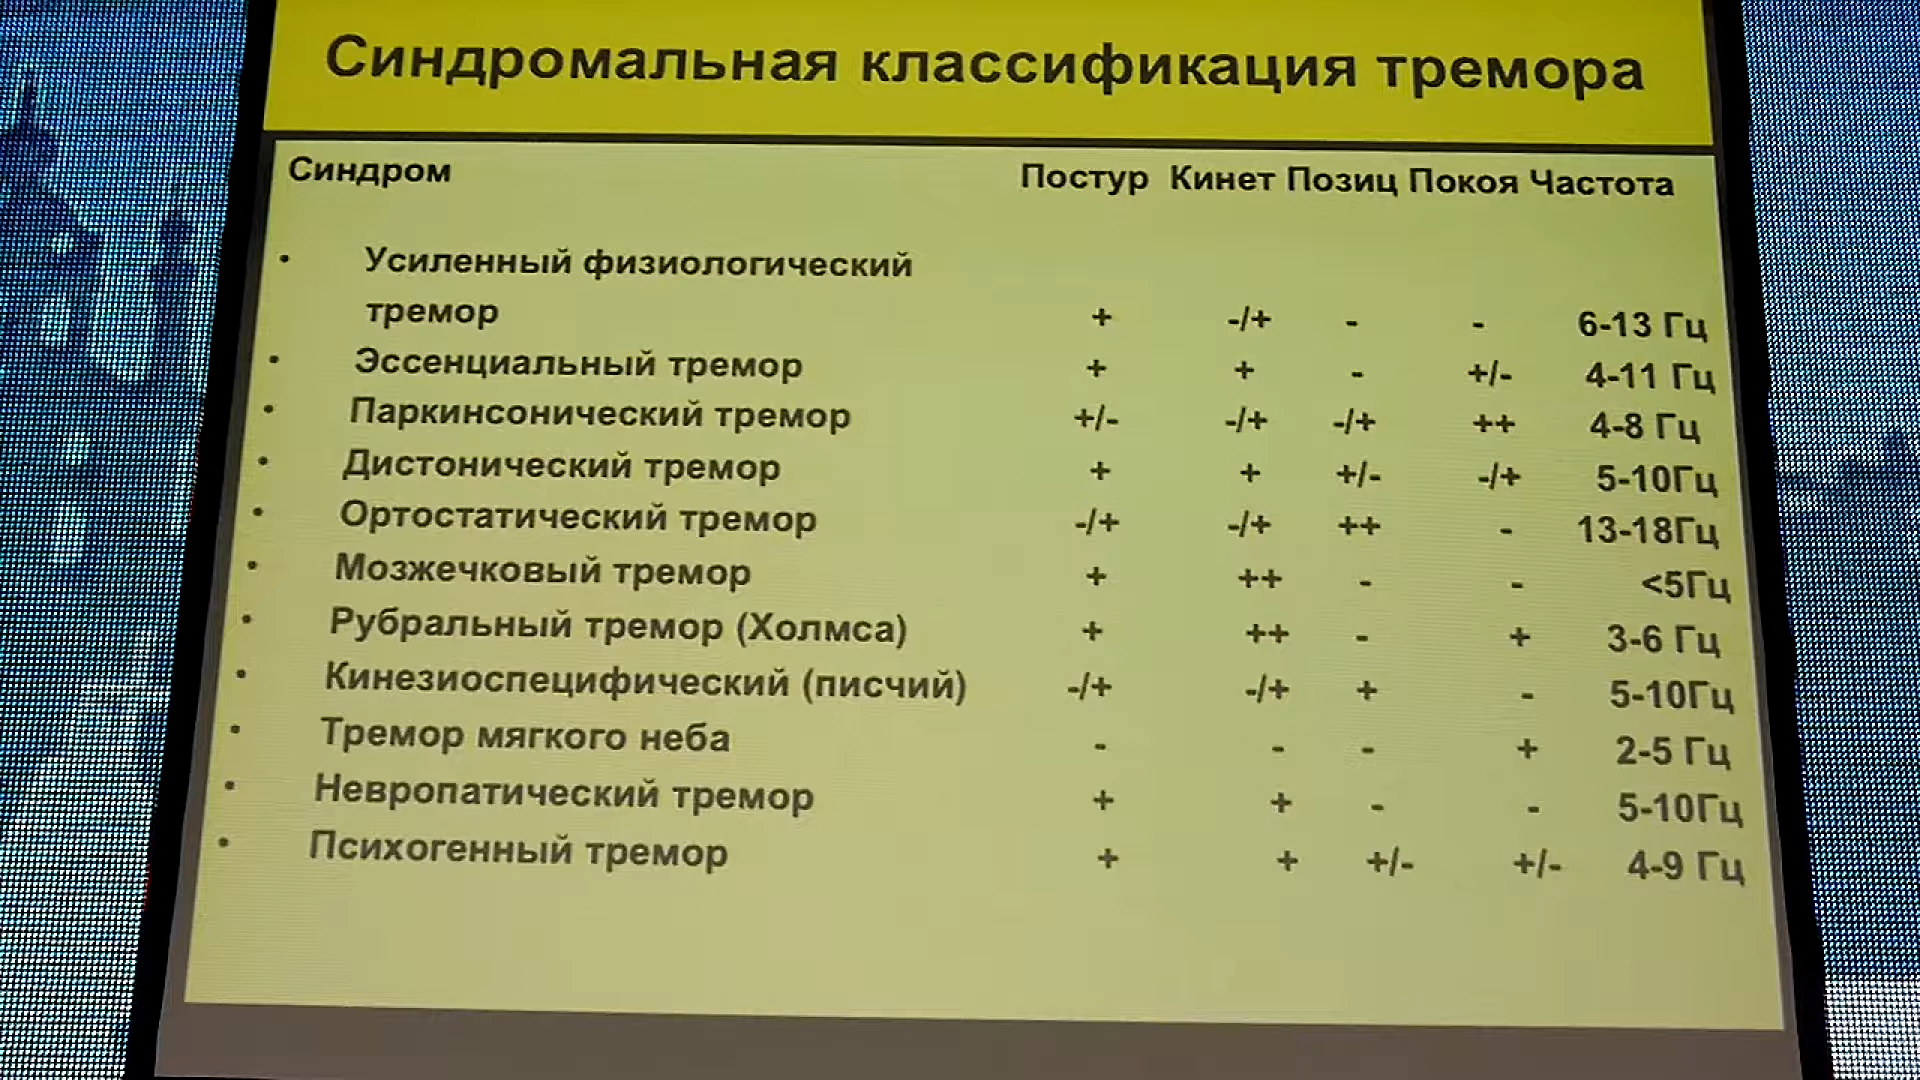 Синдромальная классификация тремора
Синдром Постур Кинет Позиц Покоя Частота
• Усиленный физиологический
тремор + -/+ - - 6-13 Гц
• Эссенциальный тремор + + - +/- 4-11 Гц
• Паркинсонический тремор +/- -/+ -/+ ++ 4-8 Гц
• Дистонический тремор + + +/- -/+ 5-10Гц
• Ортостатический тремор -/+ -/+ ++ - 13-18Гц
• Мозжечковый тремор + ++ - - <5Гц
• Рубральный тремор (Холмса) + ++ - + 3-6 Гц
• Кинезиоспецифический (писчий) -/+ -/+ + - 5-10Гц
• Тремор мягкого неба - - - + 2-5 Гц
• Невропатический тремор + + - - 5-10Гц
• Психогенный тремор + + +/- +/- 4-9 Гц